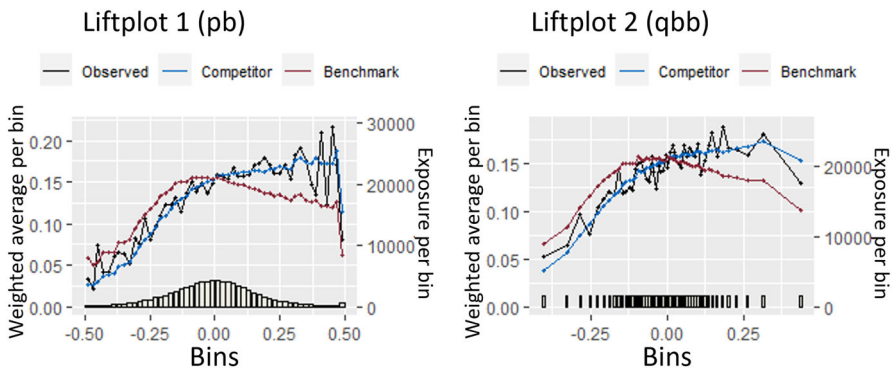 Liftplot 1 (pb)
Observed Competitor Benchmark
Weighted average per bin
0.20
0.15
0.10
0.05
0.00
30000
20000
10000
0
Exposure per bin
-0.50 -0.25 0.00 0.25 0.50
Bins
Liftplot 2 (qbb)
Observed Competitor Benchmark
Weighted average per bin
0.15
0.10
0.05
0.00
20000
10000
0
Exposure per bin
-0.25 0.00 0.25
Bins